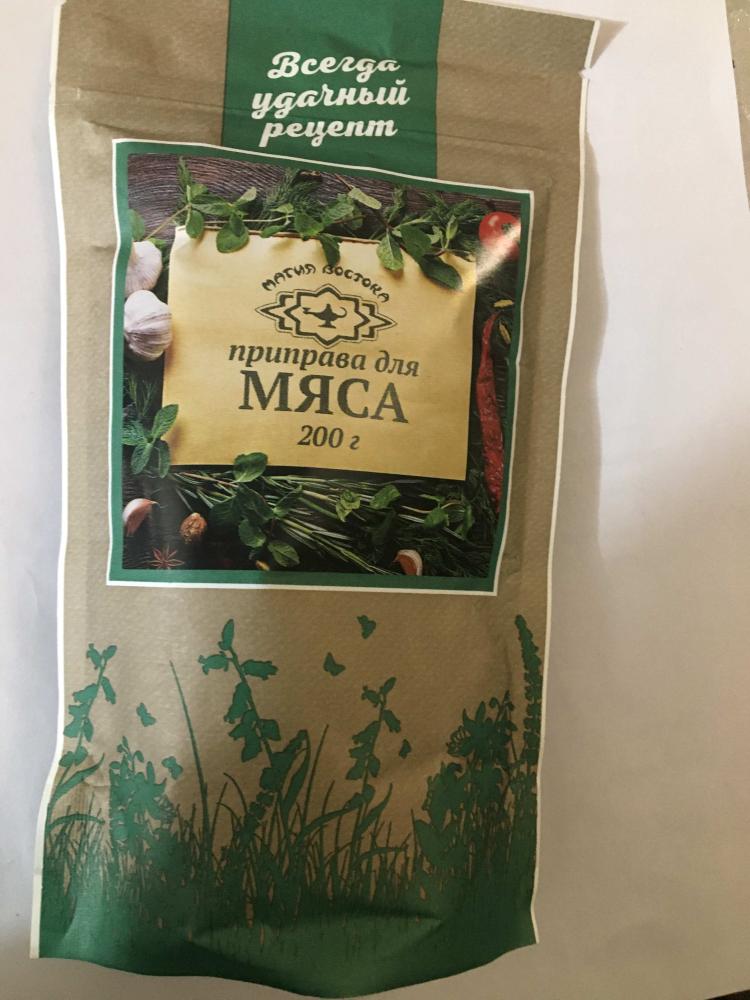 Всегда
удачный
рецепт
МАГИЯ ВОСТОКА
приправа для
МЯСА
200 г